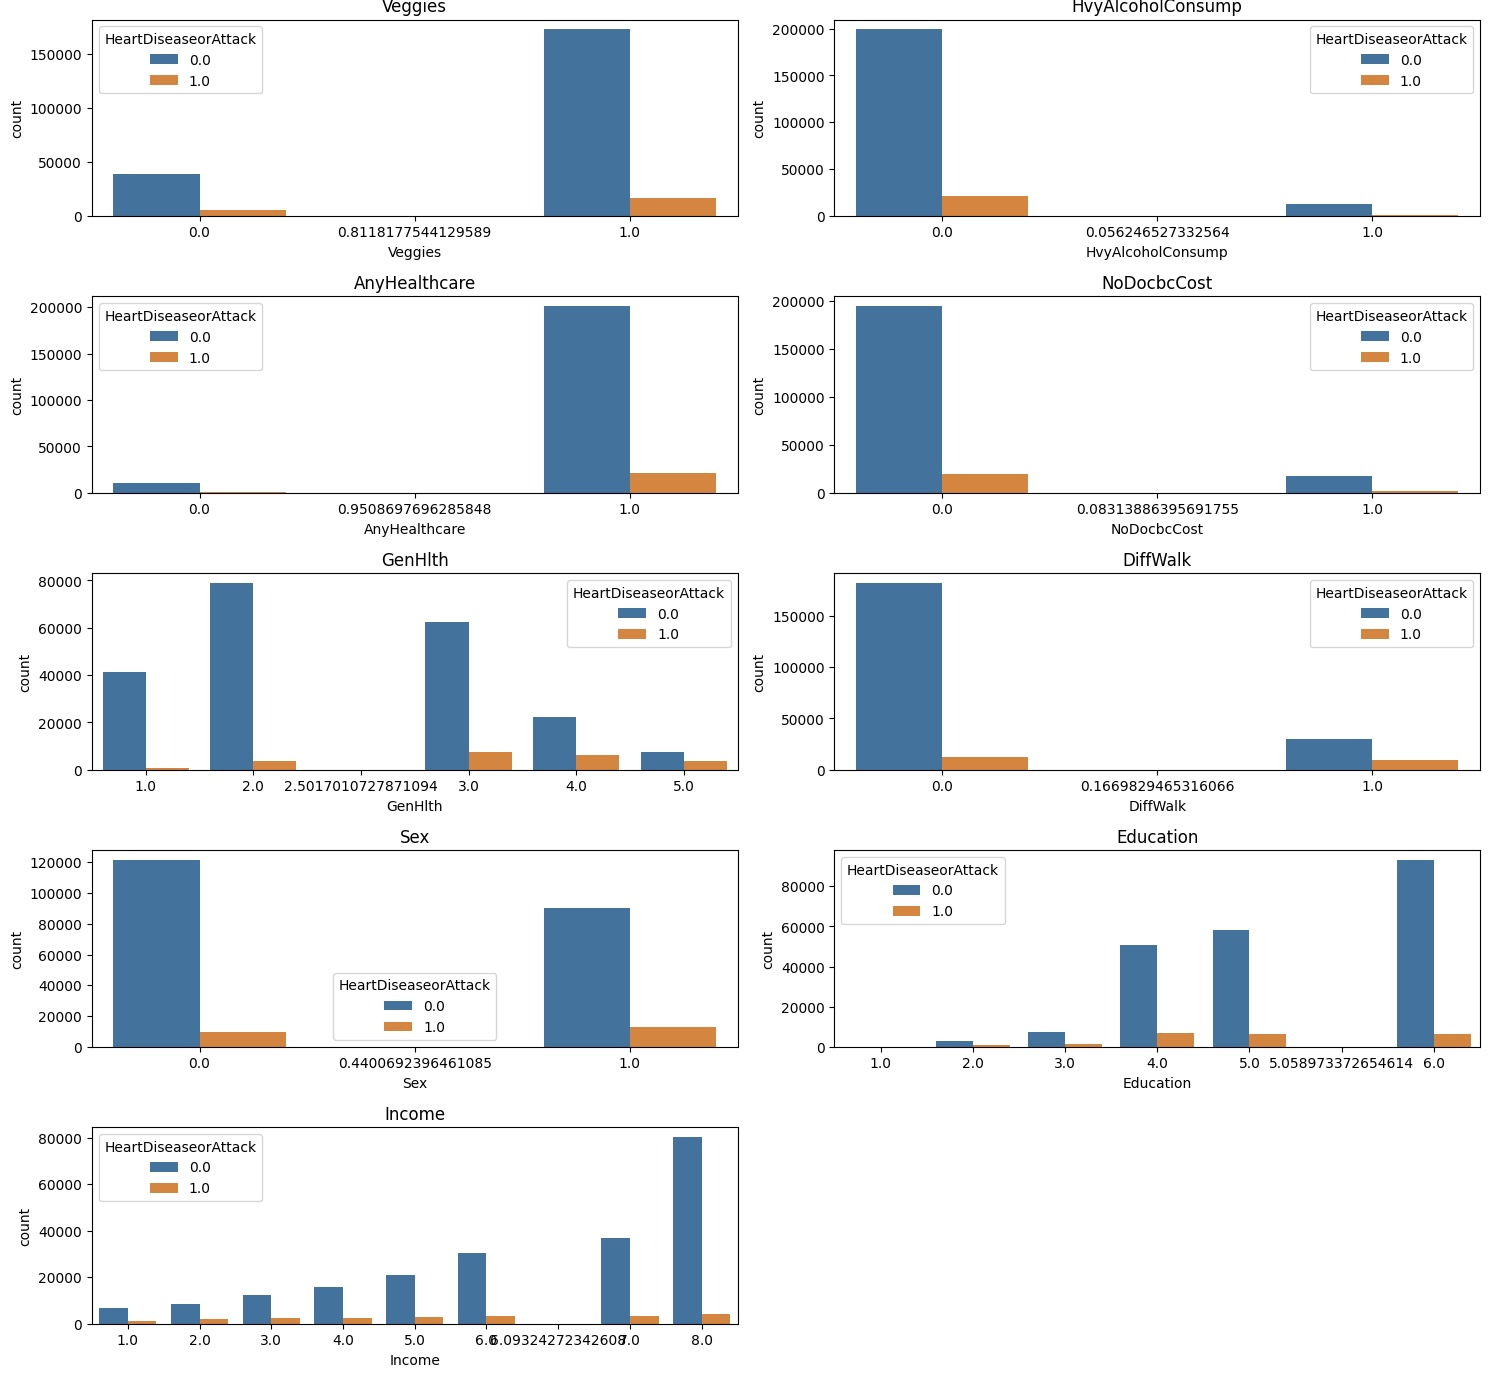 Veggies
HeartDiseaseorAttack
0.0
1.0
150000
100000
50000
0
count
0.0 0.8118177544129589 1.0
Veggies
HvyAlcoholConsump
HeartDiseaseorAttack
0.0
1.0
200000
150000
100000
50000
0
count
0.0 0.056246527332564 1.0
HvyAlcoholConsump
AnyHealthcare
HeartDiseaseorAttack
0.0
1.0
200000
150000
100000
50000
0
count
0.0 0.9508697696285848 1.0
AnyHealthcare
NoDocbcCost
HeartDiseaseorAttack
0.0
1.0
200000
150000
100000
50000
0
count
0.0 0.08313886395691755 1.0
NoDocbcCost
GenHlth
HeartDiseaseorAttack
0.0
1.0
80000
60000
40000
20000
0
count
1.0 2.0 2.5017010727871094 3.0 4.0 5.0
GenHlth
DiffWalk
HeartDiseaseorAttack
0.0
1.0
150000
100000
50000
0
count
0.0 0.1669829465316066 1.0
DiffWalk
Sex
HeartDiseaseorAttack
0.0
1.0
120000
100000
80000
60000
40000
20000
0
count
0.0 0.44006923964610​85 1.0
Sex
Education
HeartDiseaseorAttack
0.0
1.0
80000
60000
40000
20000
0
count
1.0 2.0 3.0 4.0 5.0 5.058973372654614 6.0
Education
Income
HeartDiseaseorAttack
0.0
1.0
80000
60000
40000
20000
0
count
1.0 2.0 3.0 4.0 5.0 6.0 6.09324272342608 7.0 8.0
Income